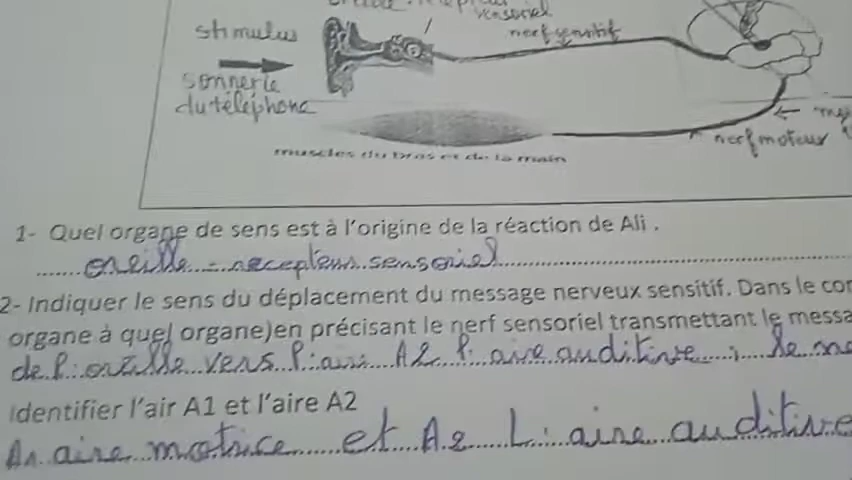 sensoriel
stimulus
nerf sensitif
sonnerie
du téléphone
nerf moteur
muscles du bras et de la main
1- Quel organe de sens est à l'origine de la réaction de Ali .
oreille = recepteur sensoriel
2- Indiquer le sens du déplacement du message nerveux sensitif. Dans le cor
organe à quel organe)en précisant le nerf sensoriel transmettant le messa
de l'oreille vers l'aire A2 l'aire auditive ; le ne
Identifier l'air A1 et l'aire A2
A1 aire motrice et A2 L'aire auditive